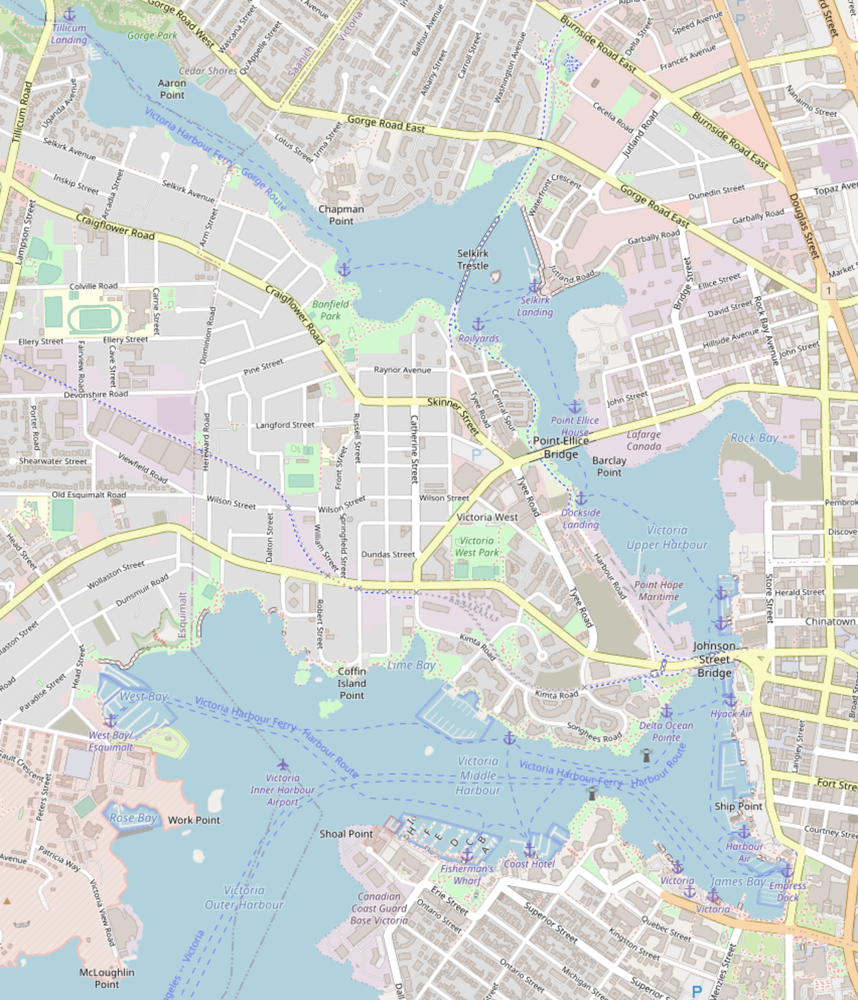 Tillicum
Landing
Gorge Park
Gorge Road West
Wascana Street
Qu'Appelle Street
Avenue
Victoria
Saanich
Balfour Avenue
Albany Street
Carroll Street
Washington Avenue
Burnside Road East
Delta Street
Speed Avenue
Frances Avenue
Cedar Shores
Aaron
Point
Tillicum Road
Uganda Avenue
Nanaimo Street
Cecelia Road
Jutland Road
Burnside Road East
Gorge Road East
Lotus Street
Irma Street
Victoria Harbour Ferry - Gorge Route
Selkirk Avenue
Inskip Street
Arcadia Street
Selkirk Avenue
Waterfront Crescent
Gorge Road East
Dunedin Street
Topaz Aven
Chapman
Point
Lampson Street
Craigflower Road
Arm Street
Garbally Road
Garbally Road
Douglas Street
Selkirk
Trestle
Jutland Road
Bridge Street
Bridge Street
Ellice Street
Market S
1
Colville Road
Carrie Street
Craigflower Road
Banfield
Park
Selkirk
Landing
David Street
Rock Bay Avenue
Dominion Road
Railyards
Hillside Avenue
John Street
Ellery Street
Ellery Street
Fairview Road
Cave Street
Pine Street
Raynor Avenue
Devonshire Road
Porter Road
Skinner Street
Tyee Road
Central Spur
John Street
Point Ellice
House
Langford Street
Russell Street
Catherine Street
Hereward Road
Point Ellice
Bridge
Lafarge
Canada
Rock Bay
P
Shearwater Street
Viewfield Road
Front Street
Barclay
Point
Old Esquimalt Road
Wilson Street
Wilson Street
Wilson Street
Tyee Road
Pembrok
Victoria West
Dockside
Landing
Victoria
Upper Harbour
Discove
Head Street
Dalton Street
William Street
Springfield Street
Dundas Street
Victoria
West Park
Harbour Road
Wollaston Street
Dunsmuir Road
Point Hope
Maritime
Store Street
Herald Street
Esquimalt
Robert Street
Tyee Road
Chinatown
Kimta Road
Johnson
Street
Bridge
Head Street
Paradise Street
Lime Bay
Coffin
Island
Point
Kimta Road
West Bay
Victoria Harbour Ferry - Harbour Route
Hyack Air
Songhees Road
Delta Ocean
Pointe
West Bay/
Esquimalt
Langley Street
Victoria
Middle
Harbour
Victoria Harbour Ferry - Harbour Route
Peters Street
Victoria
Inner Harbour
Airport
Fort Stre
Ship Point
Rose Bay
Work Point
Shoal Point
H
F
E
D
C
B
A
Courtney Stree
Harbour
Air
Coast Hotel
Fisherman's
Wharf
Patricia Way
Avenue
Victoria
James Bay
Empress
Dock
Victoria View Road
Victoria
Outer Harbour
Canadian
Coast Guard
Base Victoria
Erie Street
Ontario Street
Superior Street
Victoria
Quebec Street
Kingston Street
Menzies Street
McLoughlin
Point
ngeles -- Victoria
Ontario Street
Michigan Stre
Superior S
Dall
P